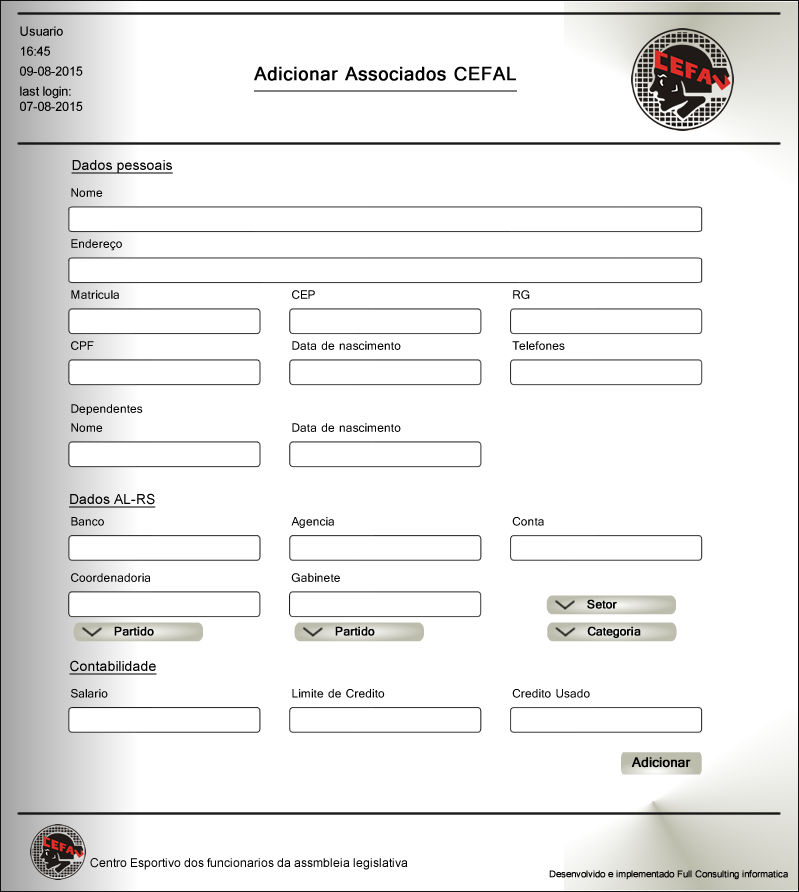 Usuario
16:45
09-08-2015
last login:
07-08-2015
Adicionar Associados CEFAL
CEFAL
Dados pessoais
Nome
Endereço
Matricula CEP RG
CPF Data de nascimento Telefones
Dependentes
Nome Data de nascimento
Dados AL-RS
Banco Agencia Conta
Coordenadoria Gabinete
Setor
Partido Partido Categoria
Contabilidade
Salario Limite de Credito Credito Usado
Adicionar
CEFAL
Centro Esportivo dos funcionarios da assmbleia legislativa
Desenvolvido e implementado Full Consulting informatica